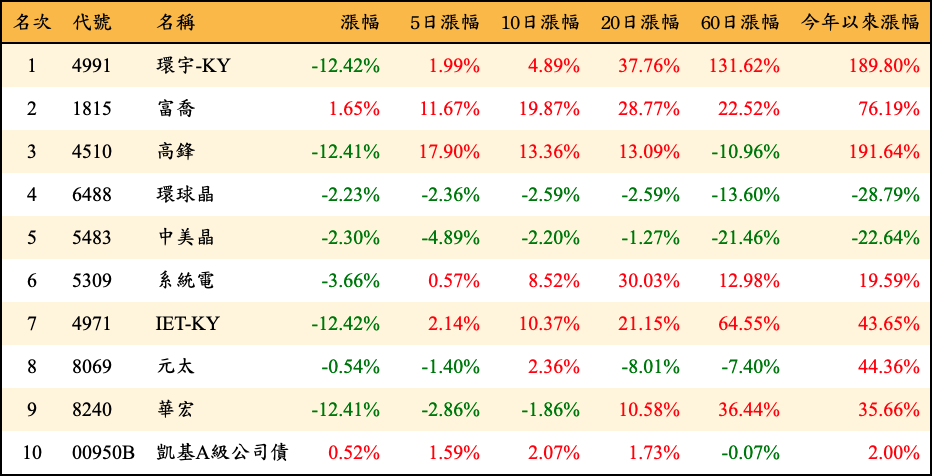 名次 代號 名稱 漲幅 5日漲幅 10日漲幅 20日漲幅 60日漲幅 今年以來漲幅
1 4991 環宇-KY -12.42% 1.99% 4.89% 37.76% 131.62% 189.80%
2 1815 富喬 1.65% 11.67% 19.87% 28.77% 22.52% 76.19%
3 4510 高鋒 -12.41% 17.90% 13.36% 13.09% -10.96% 191.64%
4 6488 環球晶 -2.23% -2.36% -2.59% -2.59% -13.60% -28.79%
5 5483 中美晶 -2.30% -4.89% -2.20% -1.27% -21.46% -22.64%
6 5309 系統電 -3.66% 0.57% 8.52% 30.03% 12.98% 19.59%
7 4971 IET-KY -12.42% 2.14% 10.37% 21.15% 64.55% 43.65%
8 8069 元太 -0.54% -1.40% 2.36% -8.01% -7.40% 44.36%
9 8240 華宏 -12.41% -2.86% -1.86% 10.58% 36.44% 35.66%
10 00950B 凱基A級公司債 0.52% 1.59% 2.07% 1.73% -0.07% 2.00%